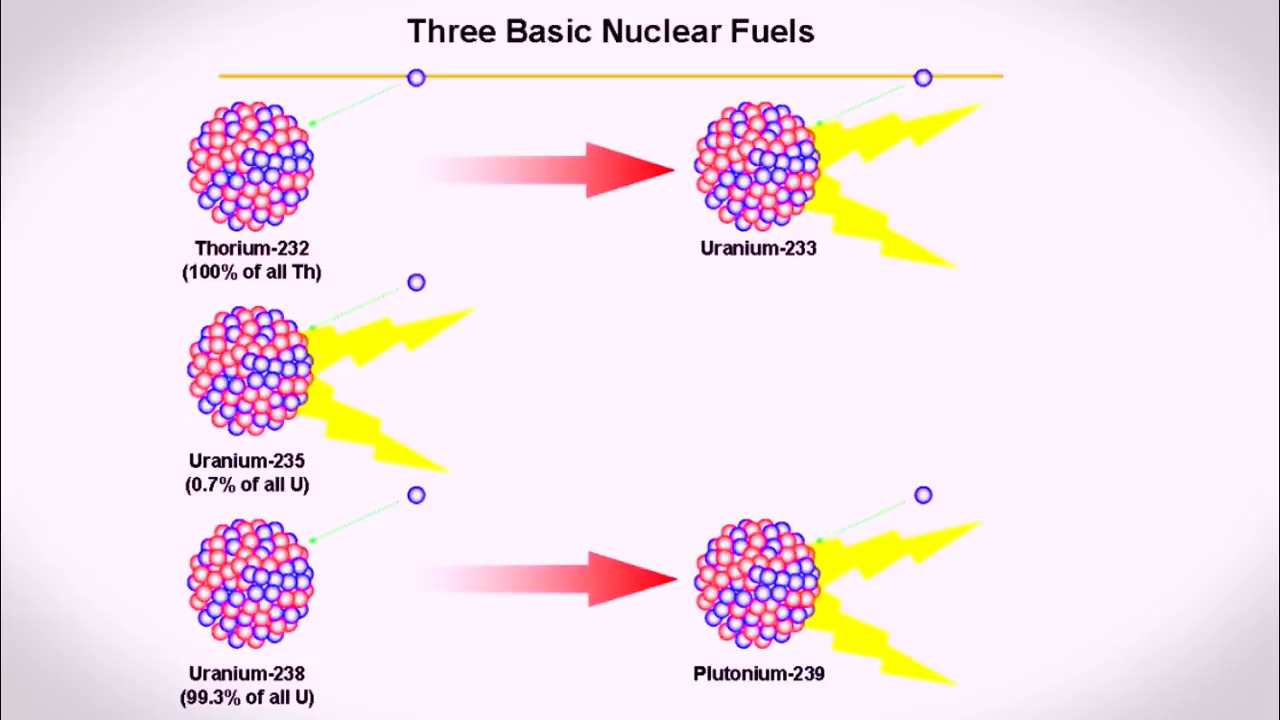 Three Basic Nuclear Fuels
Thorium-232
(100% of all Th)
Uranium-233
Uranium-235
(0.7% of all U)
Uranium-238
(99.3% of all U)
Plutonium-239